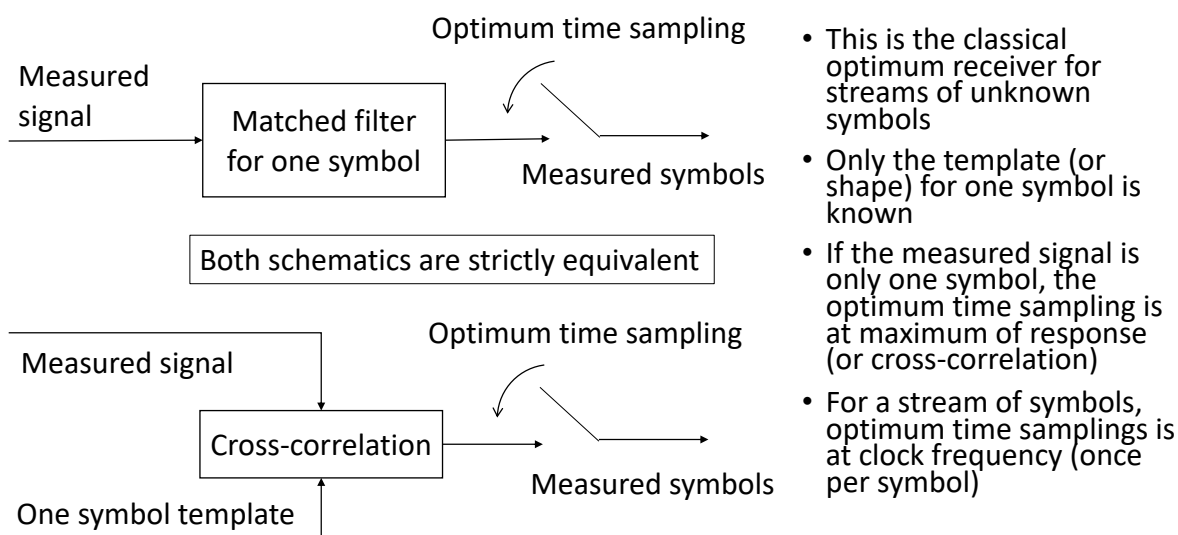 Optimum time sampling
Measured
signal
Matched filter
for one symbol
Measured symbols
Both schematics are strictly equivalent
Measured signal
Optimum time sampling
Cross-correlation
Measured symbols
One symbol template
• This is the classical
optimum receiver for
streams of unknown
symbols
• Only the template (or
shape) for one symbol is
known
• If the measured signal is
only one symbol, the
optimum time sampling is
at maximum of response
(or cross-correlation)
• For a stream of symbols,
optimum time samplings is
at clock frequency (once
per symbol)